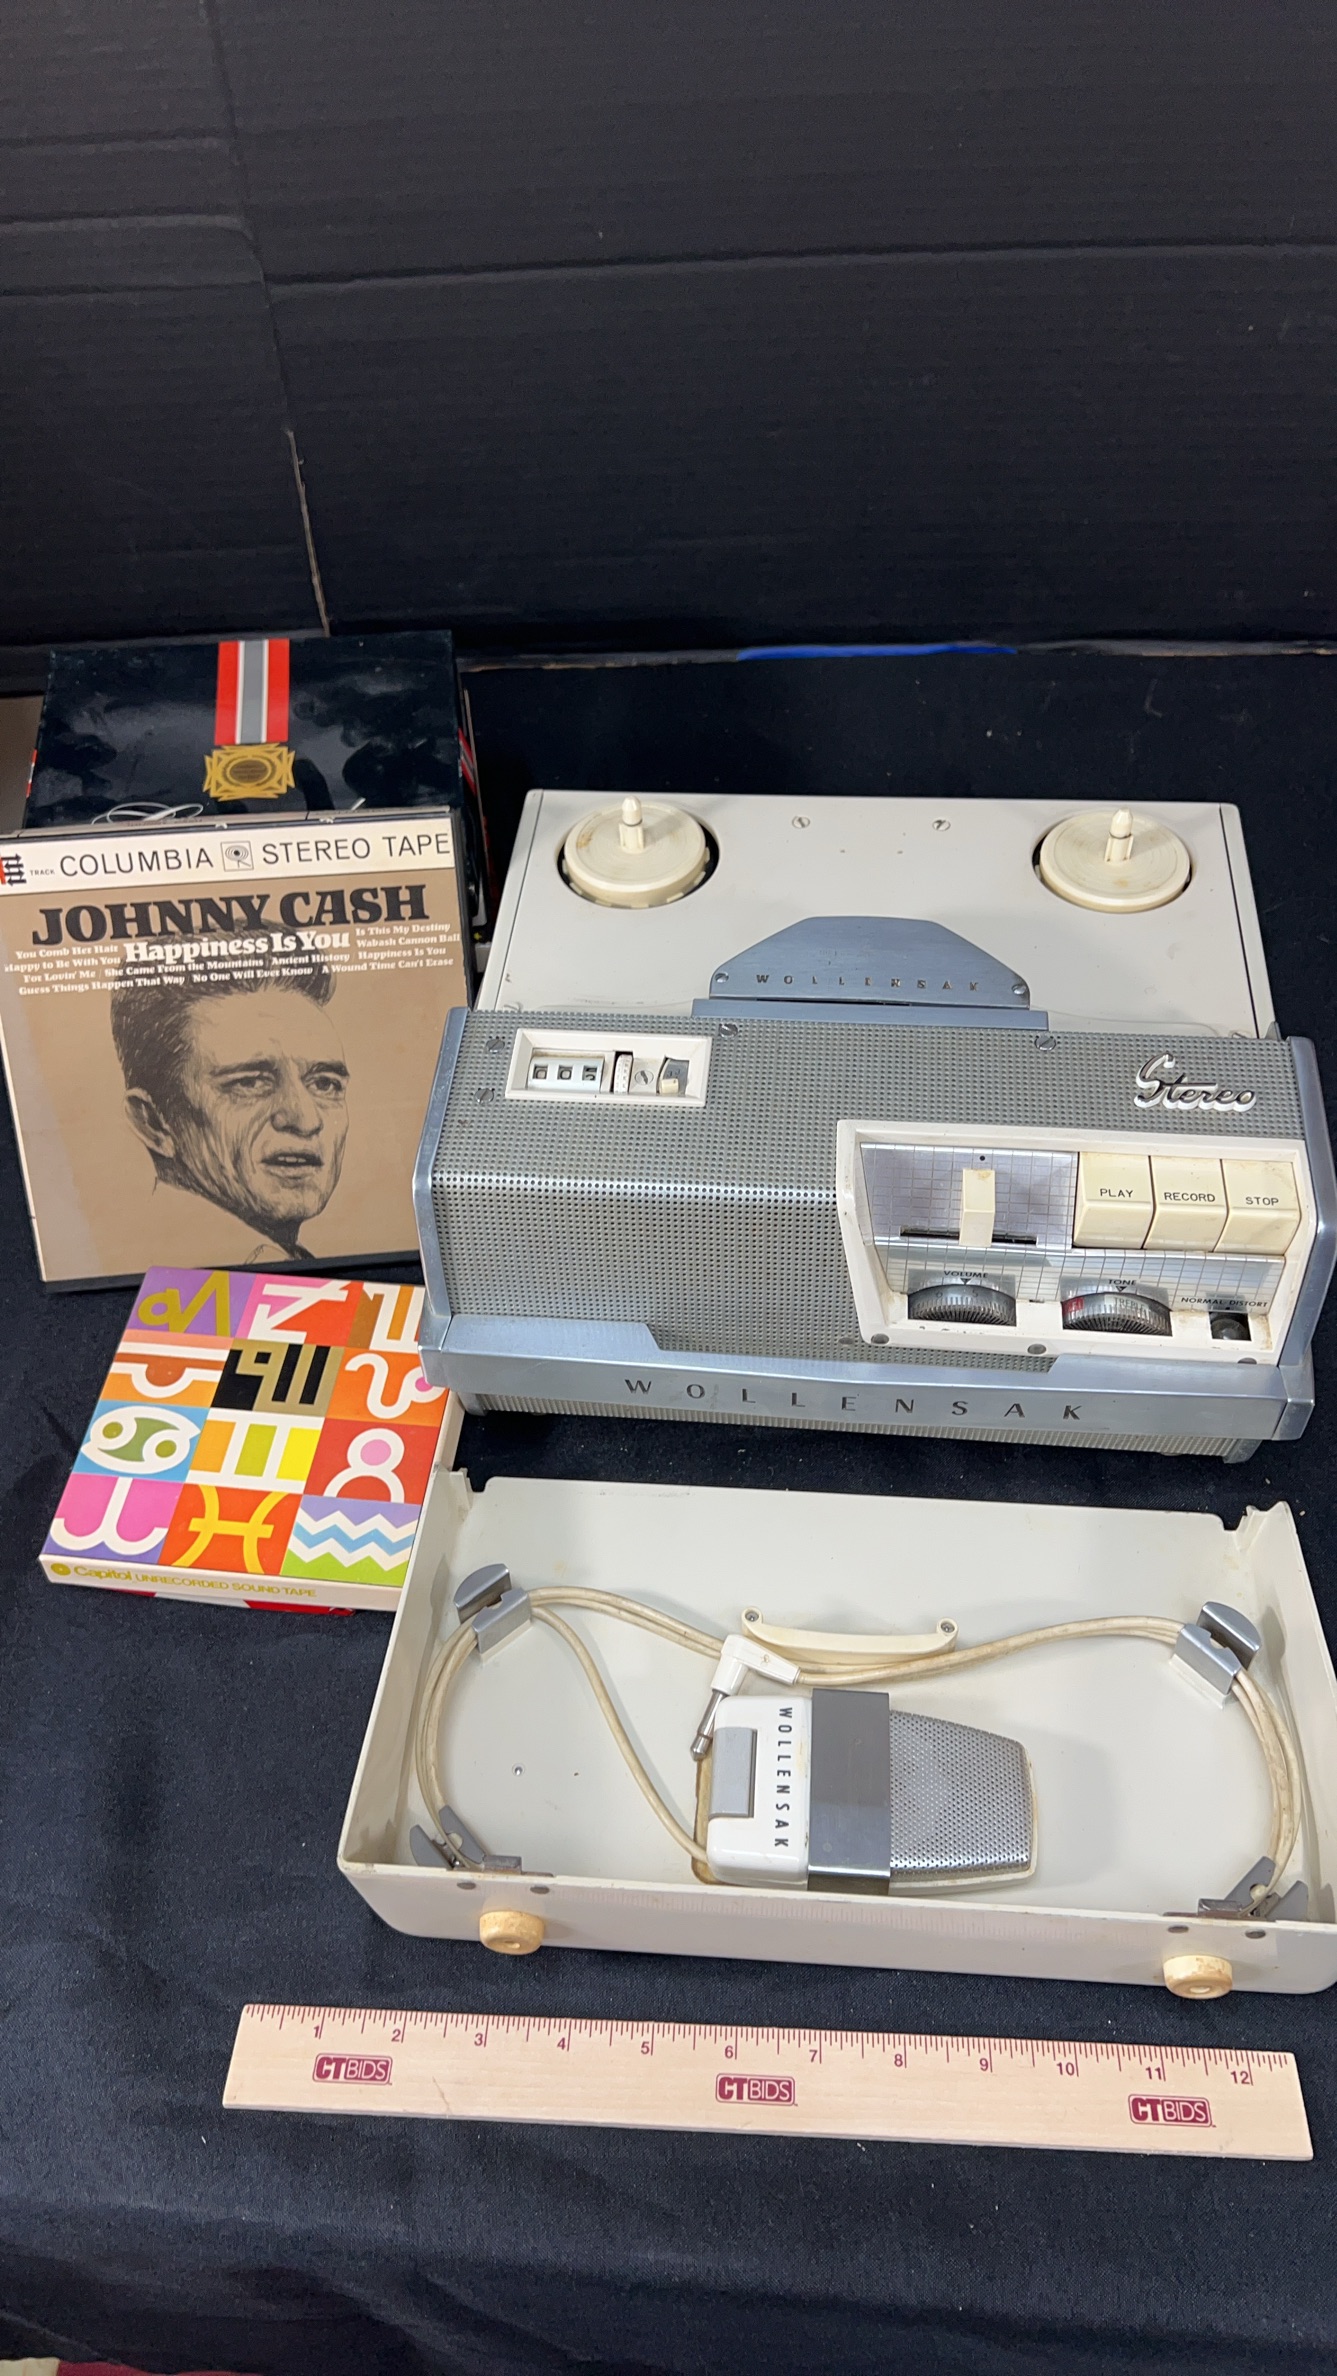 TRACK COLUMBIA STEREO TAPE
JOHNNY CASH
Happiness Is You
You Comb Her Hair
Is This My Destiny
Happy to Be With You
Wabash Cannon Ball
For Lovin' Me She Came From the Mountains Ancient History Happiness Is You
Guess Things Happen That Way No One Will Ever Know A Wound Time Can't Erase
Capitol UNRECORDED SOUND TAPE
WOLLENSAK
Stereo
PLAY
RECORD
STOP
VOLUME
TONE
NORMAL-DISTORT
WOLLENSAK
WOLLENSAK
1 2 3 4 5 6 7 8 9 10 11 12
CTBIDS
CTBIDS
CTBIDS